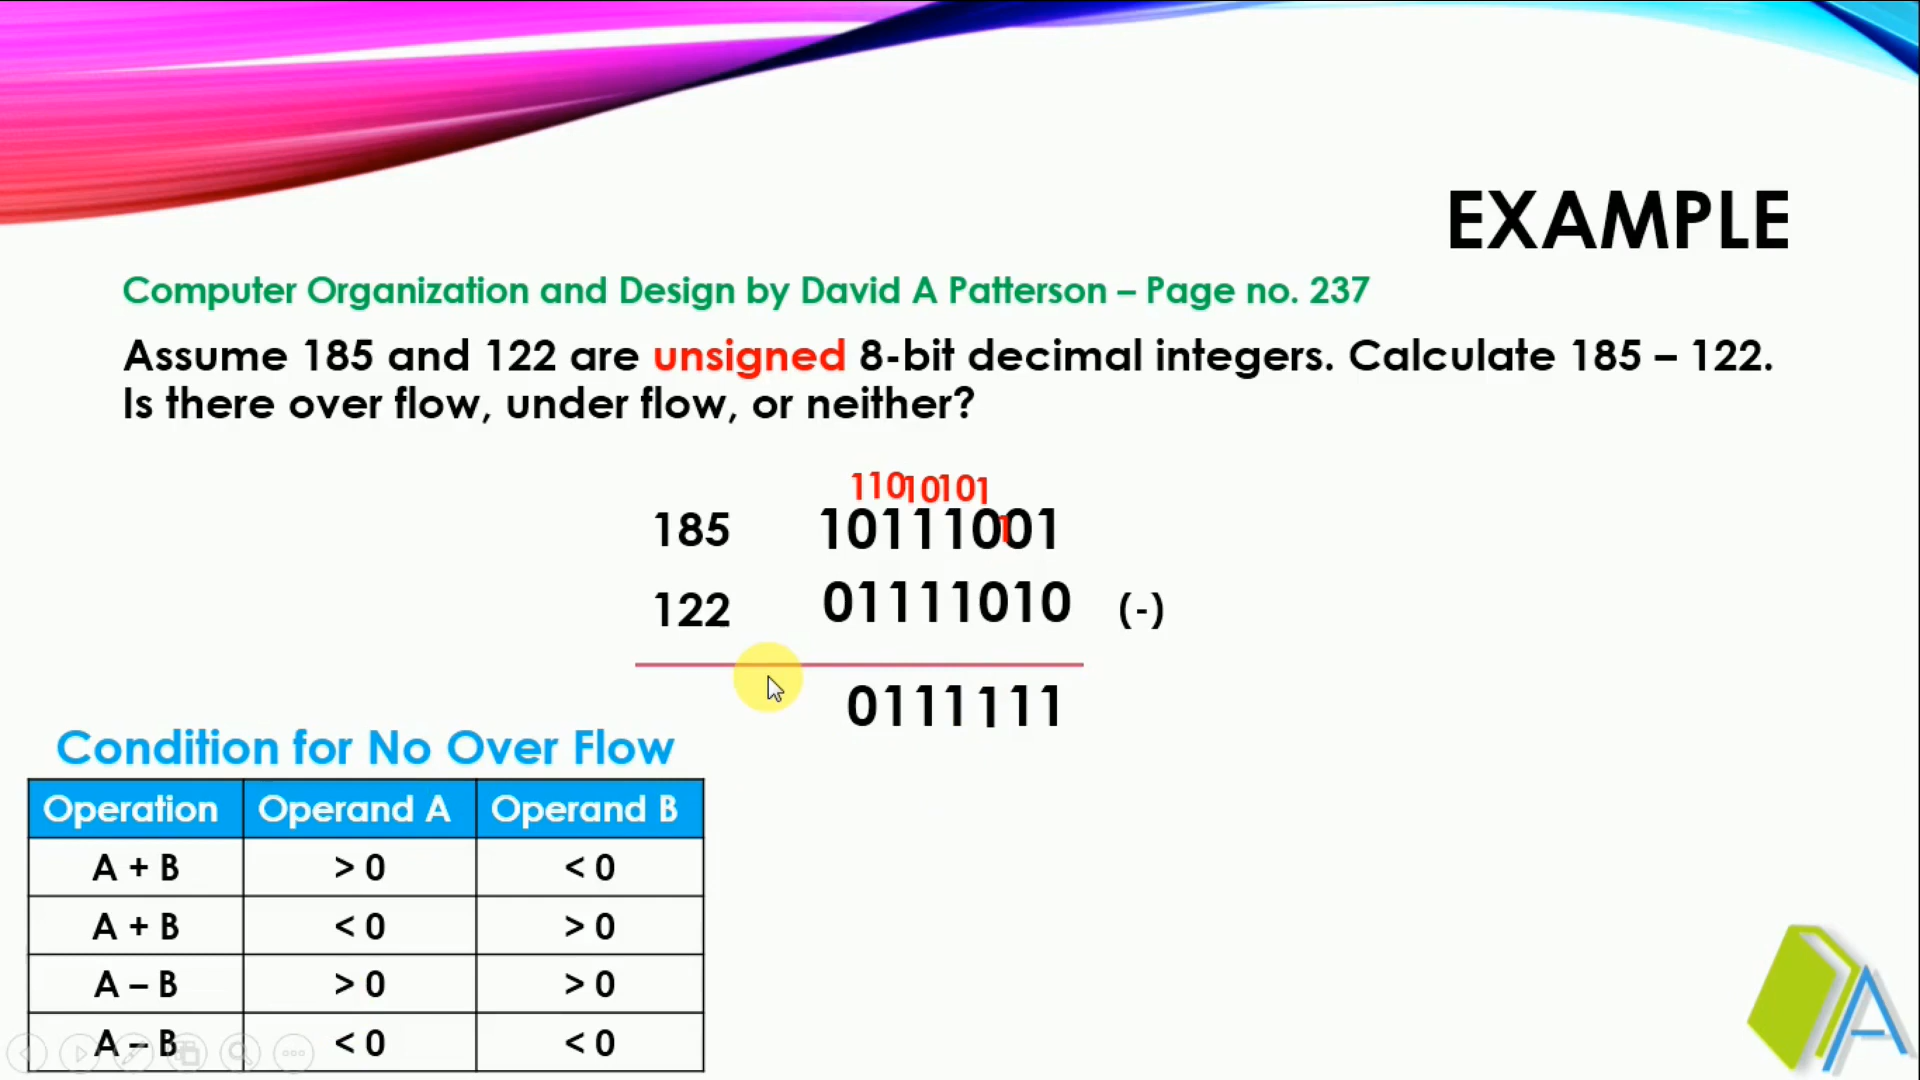 EXAMPLE
Computer Organization and Design by David A Patterson – Page no. 237
Assume 185 and 122 are unsigned 8-bit decimal integers. Calculate 185 – 122.
Is there over flow, under flow, or neither?
11010101
185 10111001
1
122 01111010 (-)
0111111
Condition for No Over Flow
Operation Operand A Operand B
A + B > 0 < 0
A + B < 0 > 0
A – B > 0 > 0
A – B < 0 < 0
A